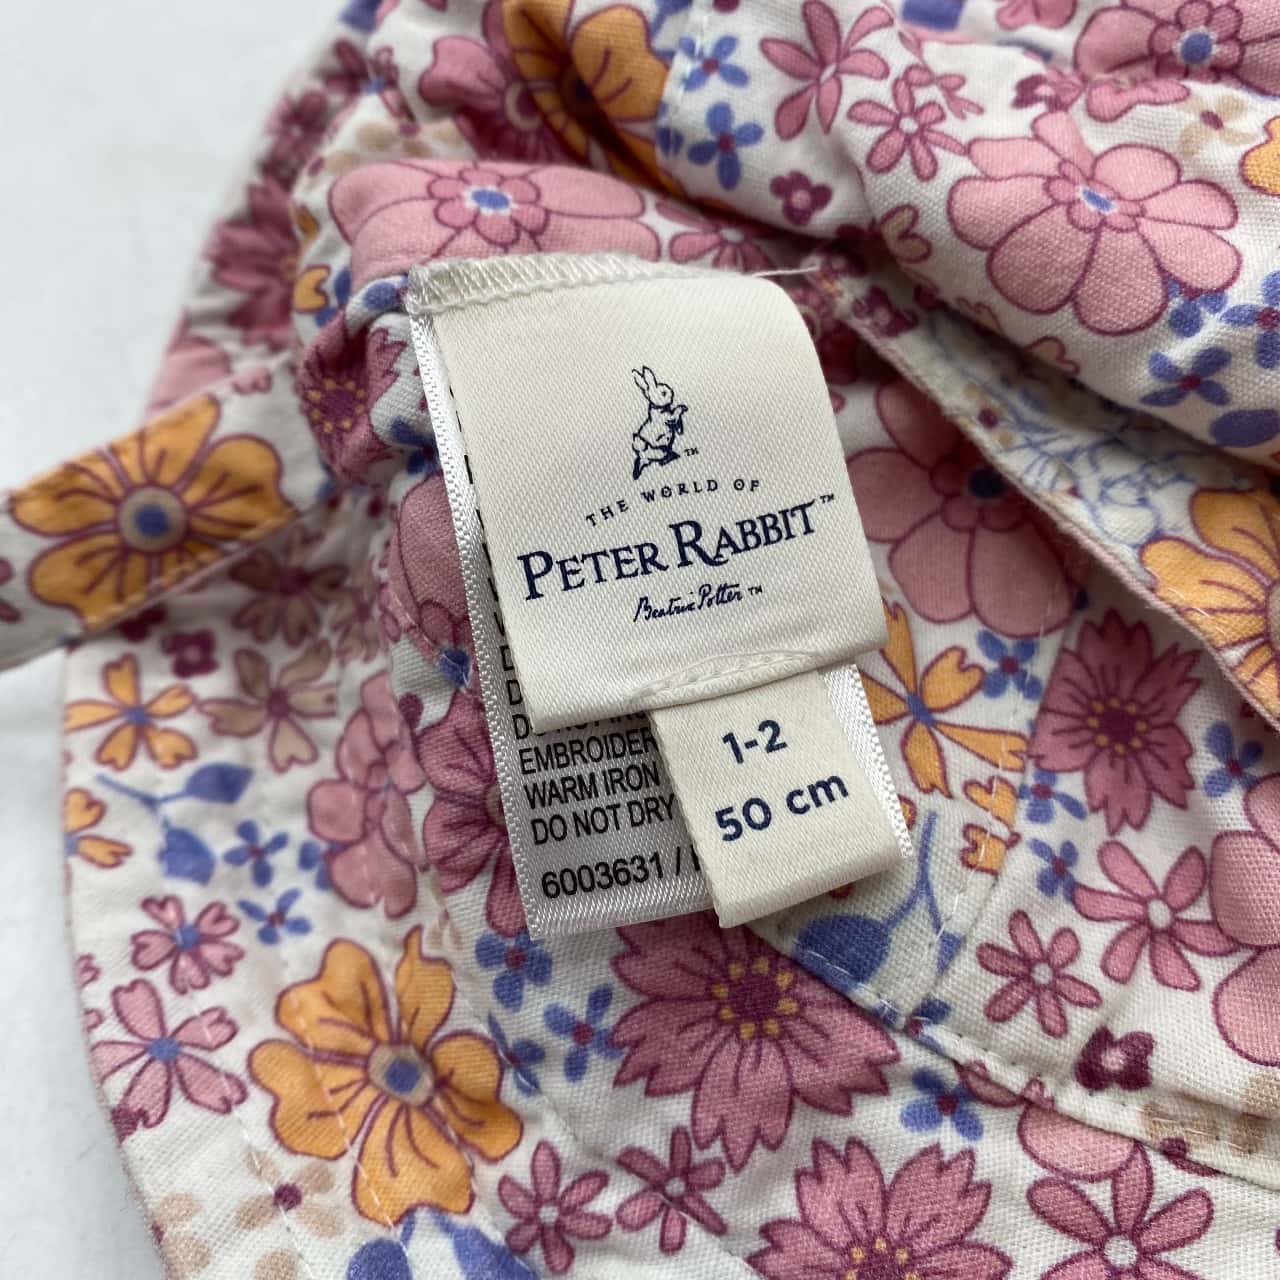 THE WORLD OF
PETER RABBIT™
Beatrix Potter™
1-2
50 cm
EMBROIDER
WARM IRON
DO NOT DRY
6003631 /